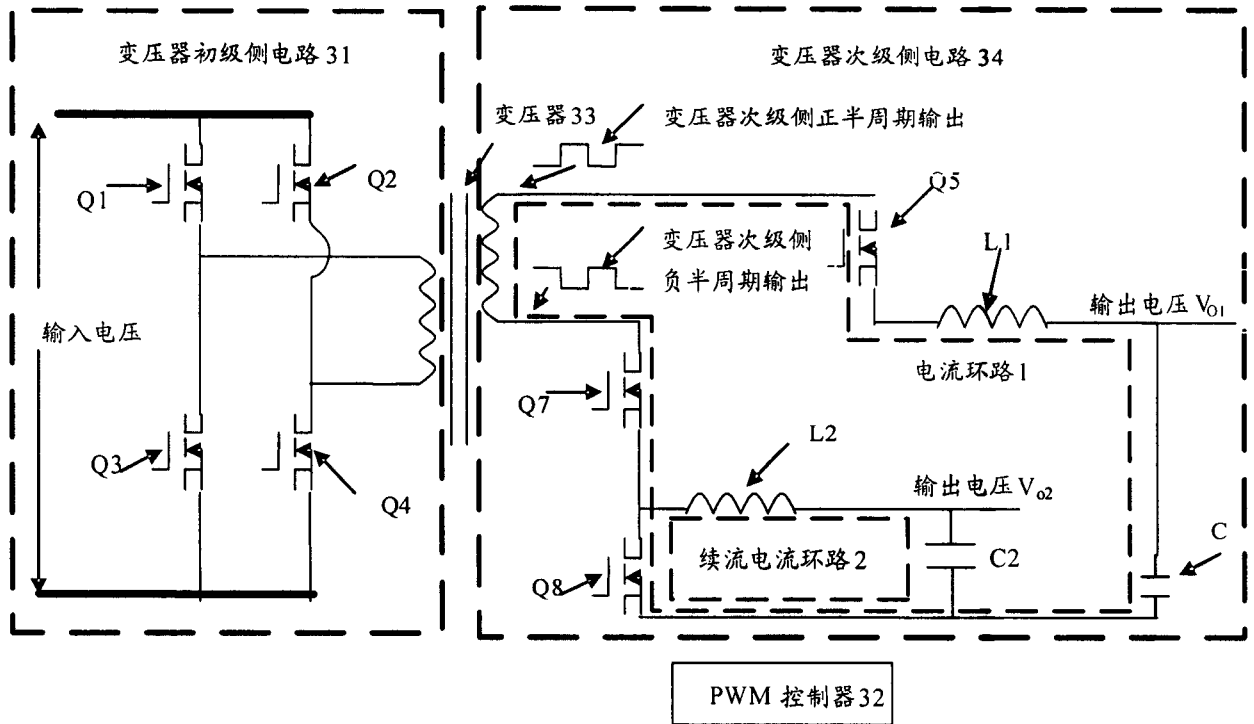 变压器初级侧电路 31
变压器次级侧电路 34
变压器 33
变压器次级侧正半周期输出
Q1
Q2
Q5
变压器次级侧
负半周期输出
L1
输出电压 V01
输入电压
电流环路 1
Q7
L2
Q3
Q4
输出电压 Vo2
续流电流环路 2
C2
C
Q8
PWM 控制器 32